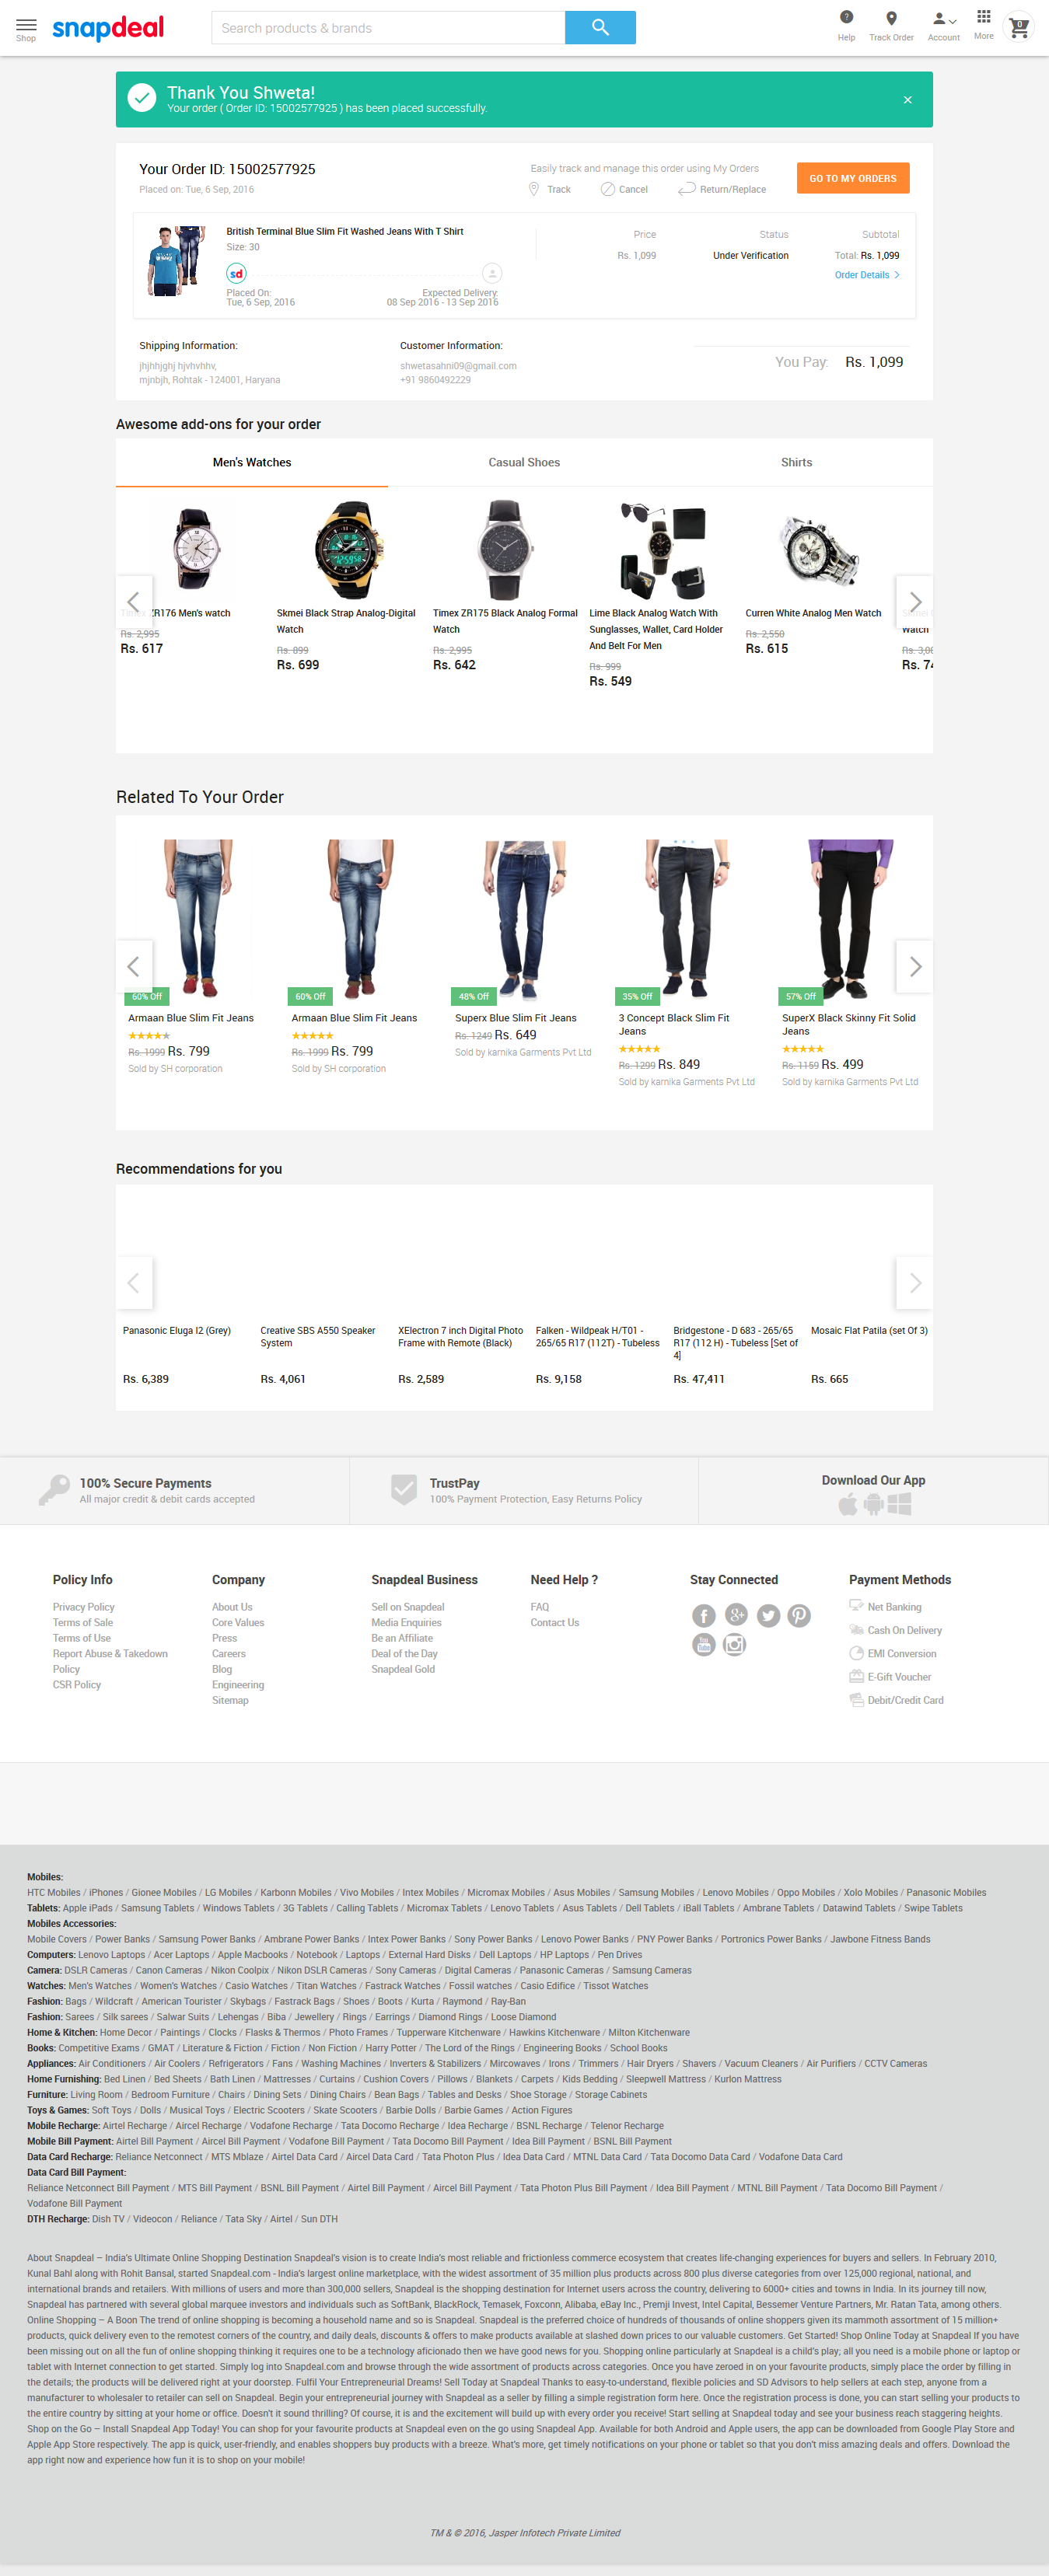 Shop
snapdeal
Search products & brands
?
Help
Track Order
Account
More
0
Thank You Shweta!
Your order ( Order ID: 15002577925 ) has been placed successfully.
×
Your Order ID: 15002577925
Placed on: Tue, 6 Sep, 2016
Easily track and manage this order using My Orders
Track
Cancel
Return/Replace
GO TO MY ORDERS
British Terminal Blue Slim Fit Washed Jeans With T Shirt
Size: 30
sd
Placed On:
Tue, 6 Sep, 2016
Expected Delivery:
08 Sep 2016 - 13 Sep 2016
Price
Rs. 1,099
Status
Under Verification
Subtotal
Total: Rs. 1,099
Order Details
Shipping Information:
jhjhhjghj hjvhvhhv,
mjnbjh, Rohtak - 124001, Haryana
Customer Information:
shwetasahni09@gmail.com
+91 9860492229
You Pay: Rs. 1,099
Awesome add-ons for your order
Men's Watches
Casual Shoes
Shirts
Timex ZR176 Men's watch
Rs. 2,995
Rs. 617
Skmei Black Strap Analog-Digital
Watch
Rs. 899
Rs. 699
Timex ZR175 Black Analog Formal
Watch
Rs. 2,995
Rs. 642
Lime Black Analog Watch With
Sunglasses, Wallet, Card Holder
And Belt For Men
Rs. 999
Rs. 549
Curren White Analog Men Watch
Rs. 2,550
Rs. 615
Watch
Related To Your Order
60% Off
Armaan Blue Slim Fit Jeans
Rs. 1999 Rs. 799
Sold by SH corporation
60% Off
Armaan Blue Slim Fit Jeans
Rs. 1999 Rs. 799
Sold by SH corporation
48% Off
Superx Blue Slim Fit Jeans
Rs. 1249 Rs. 649
Sold by karnika Garments Pvt Ltd
35% Off
3 Concept Black Slim Fit
Jeans
Rs. 1299 Rs. 849
Sold by karnika Garments Pvt Ltd
57% Off
SuperX Black Skinny Fit Solid
Jeans
Rs. 1159 Rs. 499
Sold by karnika Garments Pvt Ltd
Recommendations for you
Panasonic Eluga I2 (Grey)
Rs. 6,389
Creative SBS A550 Speaker
System
Rs. 4,061
XElectron 7 inch Digital Photo
Frame with Remote (Black)
Rs. 2,589
Falken - Wildpeak H/T01 -
265/65 R17 (112T) - Tubeless
Rs. 9,158
Bridgestone - D 683 - 265/65
R17 (112 H) - Tubeless [Set of
4]
Rs. 47,411
Mosaic Flat Patila (set Of 3)
Rs. 665
100% Secure Payments
All major credit & debit cards accepted
TrustPay
100% Payment Protection, Easy Returns Policy
Download Our App
Policy Info
Privacy Policy
Terms of Sale
Terms of Use
Report Abuse & Takedown
Policy
CSR Policy
Company
About Us
Core Values
Press
Careers
Blog
Engineering
Sitemap
Snapdeal Business
Sell on Snapdeal
Media Enquiries
Be an Affiliate
Deal of the Day
Snapdeal Gold
Need Help ?
FAQ
Contact Us
Stay Connected
Payment Methods
Net Banking
Cash On Delivery
EMI Conversion
E-Gift Voucher
Debit/Credit Card
Mobiles:
HTC Mobiles / iPhones / Gionee Mobiles / LG Mobiles / Karbonn Mobiles / Vivo Mobiles / Intex Mobiles / Micromax Mobiles / Asus Mobiles / Samsung Mobiles / Lenovo Mobiles / Oppo Mobiles / Xolo Mobiles / Panasonic Mobiles
Tablets: Apple iPads / Samsung Tablets / Windows Tablets / 3G Tablets / Calling Tablets / Micromax Tablets / Lenovo Tablets / Asus Tablets / Dell Tablets / iBall Tablets / Ambrane Tablets / Datawind Tablets / Swipe Tablets
Mobiles Accessories:
Mobile Covers / Power Banks / Samsung Power Banks / Ambrane Power Banks / Intex Power Banks / Sony Power Banks / Lenovo Power Banks / PNY Power Banks / Portronics Power Banks / Jawbone Fitness Bands
Computers: Lenovo Laptops / Acer Laptops / Apple Macbooks / Notebook / Laptops / External Hard Disks / Dell Laptops / HP Laptops / Pen Drives
Camera: DSLR Cameras / Canon Cameras / Nikon Coolpix / Nikon DSLR Cameras / Sony Cameras / Digital Cameras / Panasonic Cameras / Samsung Cameras
Watches: Men's Watches / Women's Watches / Casio Watches / Titan Watches / Fastrack Watches / Fossil watches / Casio Edifice / Tissot Watches
Fashion: Bags / Wildcraft / American Tourister / Skybags / Fastrack Bags / Shoes / Boots / Kurta / Raymond / Ray-Ban
Fashion: Sarees / Silk sarees / Salwar Suits / Lehengas / Biba / Jewellery / Rings / Earrings / Diamond Rings / Loose Diamond
Home & Kitchen: Home Decor / Paintings / Clocks / Flasks & Thermos / Photo Frames / Tupperware Kitchenware / Hawkins Kitchenware / Milton Kitchenware
Books: Competitive Exams / GMAT / Literature & Fiction / Fiction / Non Fiction / Harry Potter / The Lord of the Rings / Engineering Books / School Books
Appliances: Air Conditioners / Air Coolers / Refrigerators / Fans / Washing Machines / Inverters & Stabilizers / Mircowaves / Irons / Trimmers / Hair Dryers / Shavers / Vacuum Cleaners / Air Purifiers / CCTV Cameras
Home Furnishing: Bed Linen / Bed Sheets / Bath Linen / Mattresses / Curtains / Cushion Covers / Pillows / Blankets / Carpets / Kids Bedding / Sleepwell Mattress / Kurlon Mattress
Furniture: Living Room / Bedroom Furniture / Chairs / Dining Sets / Dining Chairs / Bean Bags / Tables and Desks / Shoe Storage / Storage Cabinets
Toys & Games: Soft Toys / Dolls / Musical Toys / Electric Scooters / Skate Scooters / Barbie Dolls / Barbie Games / Action Figures
Mobile Recharge: Airtel Recharge / Aircel Recharge / Vodafone Recharge / Tata Docomo Recharge / Idea Recharge / BSNL Recharge / Telenor Recharge
Mobile Bill Payment: Airtel Bill Payment / Aircel Bill Payment / Vodafone Bill Payment / Tata Docomo Bill Payment / Idea Bill Payment / BSNL Bill Payment
Data Card Recharge: Reliance Netconnect / MTS Mblaze / Airtel Data Card / Aircel Data Card / Tata Photon Plus / Idea Data Card / MTNL Data Card / Tata Docomo Data Card / Vodafone Data Card
Data Card Bill Payment:
Reliance Netconnect Bill Payment / MTS Bill Payment / BSNL Bill Payment / Airtel Bill Payment / Aircel Bill Payment / Tata Photon Plus Bill Payment / Idea Bill Payment / MTNL Bill Payment / Tata Docomo Bill Payment /
Vodafone Bill Payment
DTH Recharge: Dish TV / Videocon / Reliance / Tata Sky / Airtel / Sun DTH
About Snapdeal – India's Ultimate Online Shopping Destination Snapdeal's vision is to create India's most reliable and frictionless commerce ecosystem that creates life-changing experiences for buyers and sellers. In February 2010,
Kunal Bahl along with Rohit Bansal, started Snapdeal.com - India's largest online marketplace, with the widest assortment of 35 million plus products across 800 plus diverse categories from over 125,000 regional, national, and
international brands and retailers. With millions of users and more than 300,000 sellers, Snapdeal is the shopping destination for Internet users across the country, delivering to 6000+ cities and towns in India. In its journey till now,
Snapdeal has partnered with several global marquee investors and individuals such as SoftBank, BlackRock, Temasek, Foxconn, Alibaba, eBay Inc., Premji Invest, Intel Capital, Bessemer Venture Partners, Mr. Ratan Tata, among others.
Online Shopping – A Boon The trend of online shopping is becoming a household name and so is Snapdeal. Snapdeal is the preferred choice of hundreds of thousands of online shoppers given its mammoth assortment of 15 million+
products, quick delivery even to the remotest corners of the country, and daily deals, discounts & offers to make products available at slashed down prices to our valuable customers. Get Started! Shop Online Today at Snapdeal If you have
been missing out on all the fun of online shopping thinking it requires one to be a technology aficionado then we have good news for you. Shopping online particularly at Snapdeal is a child's play; all you need is a mobile phone or laptop or
tablet with Internet connection to get started. Simply log into Snapdeal.com and browse through the wide assortment of products across categories. Once you have zeroed in on your favourite products, simply place the order by filling in
the details; the products will be delivered right at your doorstep. Fulfil Your Entrepreneurial Dreams! Sell Today at Snapdeal Thanks to easy-to-understand, flexible policies and SD Advisors to help sellers at each step, anyone from a
manufacturer to wholesaler to retailer can sell on Snapdeal. Begin your entrepreneurial journey with Snapdeal as a seller by filling a simple registration form here. Once the registration process is done, you can start selling your products to
the entire country by sitting at your home or office. Doesn't it sound thrilling? Of course, it is and the excitement will build up with every order you receive! Start selling at Snapdeal today and see your business reach staggering heights.
Shop on the Go – Install Snapdeal App Today! You can shop for your favourite products at Snapdeal even on the go using Snapdeal App. Available for both Android and Apple users, the app can be downloaded from Google Play Store and
Apple App Store respectively. The app is quick, user-friendly, and enables shoppers buy products with a breeze. What's more, get timely notifications on your phone or tablet so that you don't miss amazing deals and offers. Download the
app right now and experience how fun it is to shop on your mobile!
TM & © 2016, Jasper Infotech Private Limited